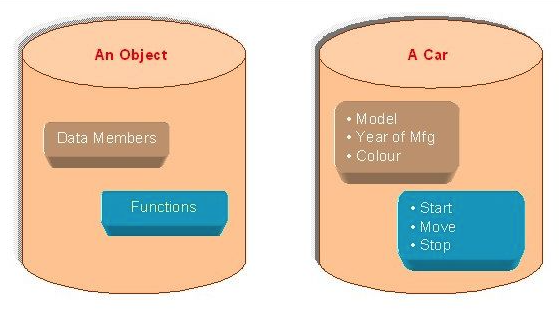 An Object
Data Members
Functions
A Car
• Model
• Year of Mfg
• Colour
• Start
• Move
• Stop